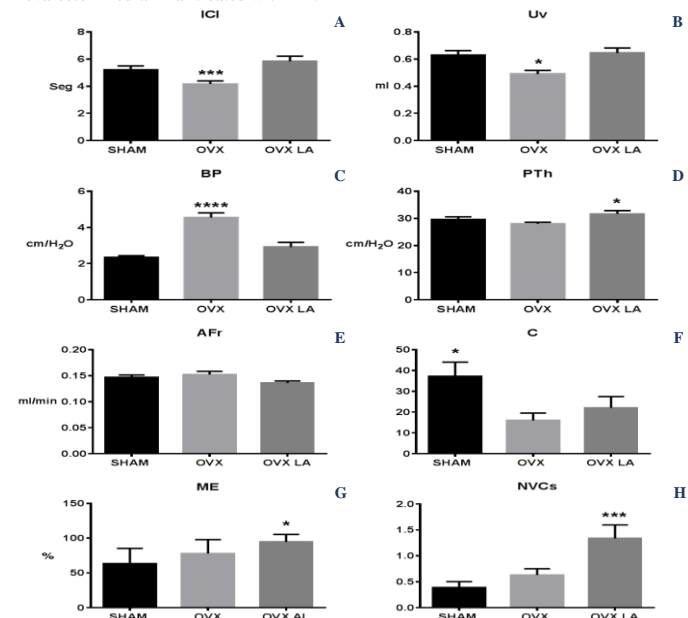 ICI
A
8
6
4
2
0
Seg
***
SHAM OVX OVX LA
Uv
B
0.8
0.6
0.4
0.2
0.0
ml
*
SHAM OVX OVX LA
BP
C
6
4
2
0
cm/H₂O
****
SHAM OVX OVX LA
PTh
D
40
30
20
10
0
cm/H₂O
*
SHAM OVX OVX LA
AFr
E
0.20
0.15
0.10
0.05
0.00
ml/min
SHAM OVX OVX LA
C
F
50
40
30
20
10
0
*
SHAM OVX OVX LA
ME
G
150
100
50
0
%
*
SHAM OVX OVX AL
NVCs
H
2.0
1.5
1.0
0.5
0.0
***
SHAM OVX OVX LA